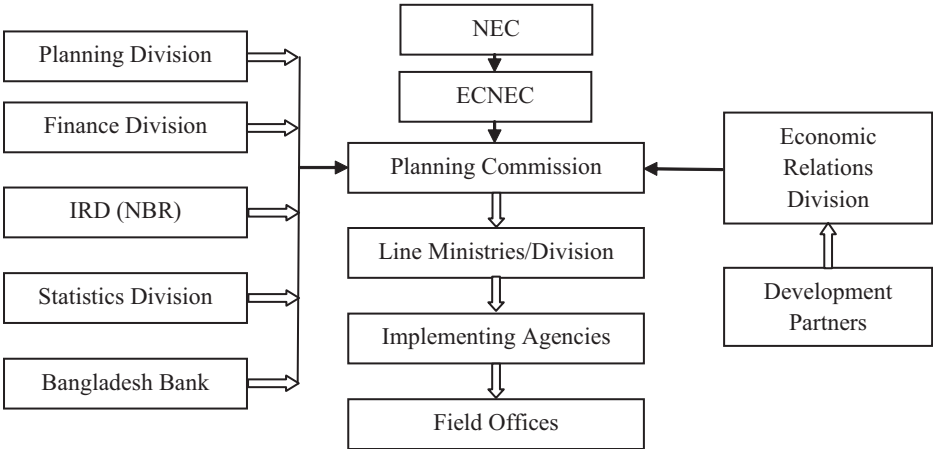 Planning Division
Finance Division
IRD (NBR)
Statistics Division
Bangladesh Bank
NEC
ECNEC
Planning Commission
Line Ministries/Division
Implementing Agencies
Field Offices
Economic
Relations
Division
Development
Partners